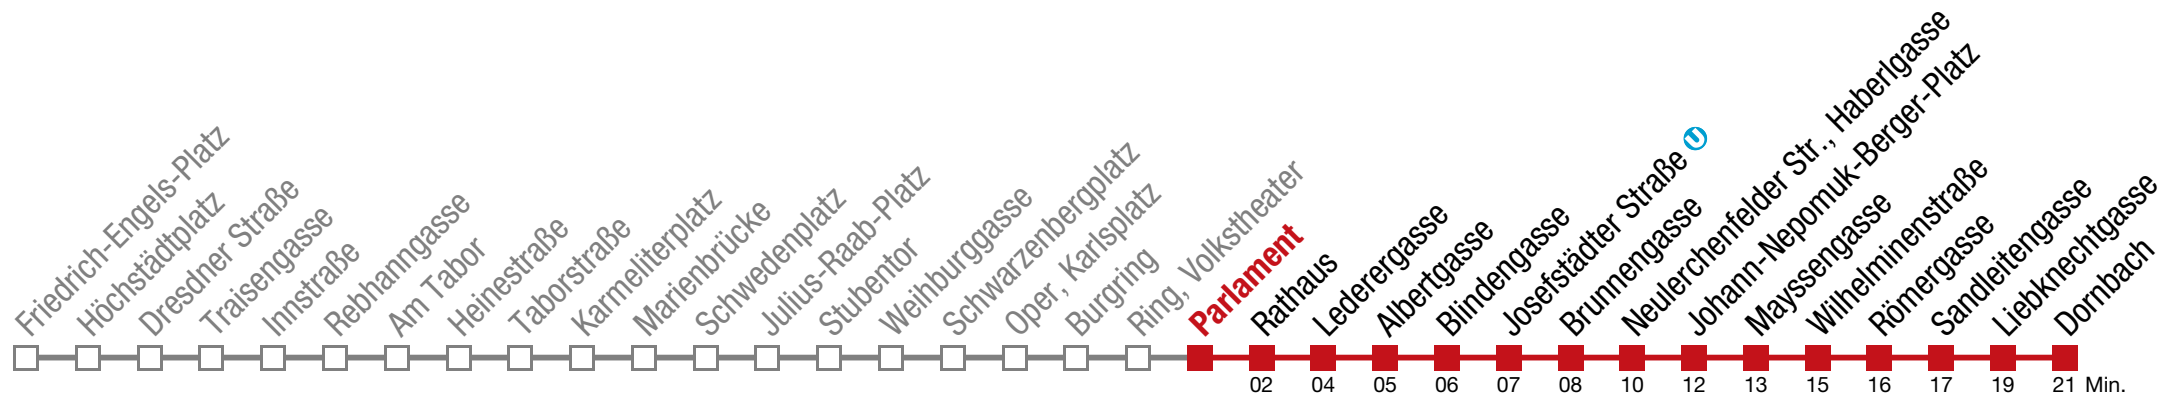 Friedrich-Engels-Platz
Höchstädtplatz
Dresdner Straße
Traisengasse
Innstraße
Rebhanngasse
Am Tabor
Heinestraße
Taborstraße
Karmeliterplatz
Marienbrücke
Schwedenplatz
Julius-Raab-Platz
Stubentor
Weihburggasse
Schwarzenbergplatz
Oper, Karlsplatz
Burgring
Ring, Volkstheater
Parlament
Rathaus
Lederergasse
Albertgasse
Blindengasse
Josefstädter Straße U
Brunnengasse
Neulerchenfelder Str., Haberlgasse
Johann-Nepomuk-Berger-Platz
Mayssengasse
Wilhelminenstraße
Römergasse
Sandleitengasse
Liebknechtgasse
Dornbach
02 04 05 06 07 08 10 12 13 15 16 17 19 21 Min.